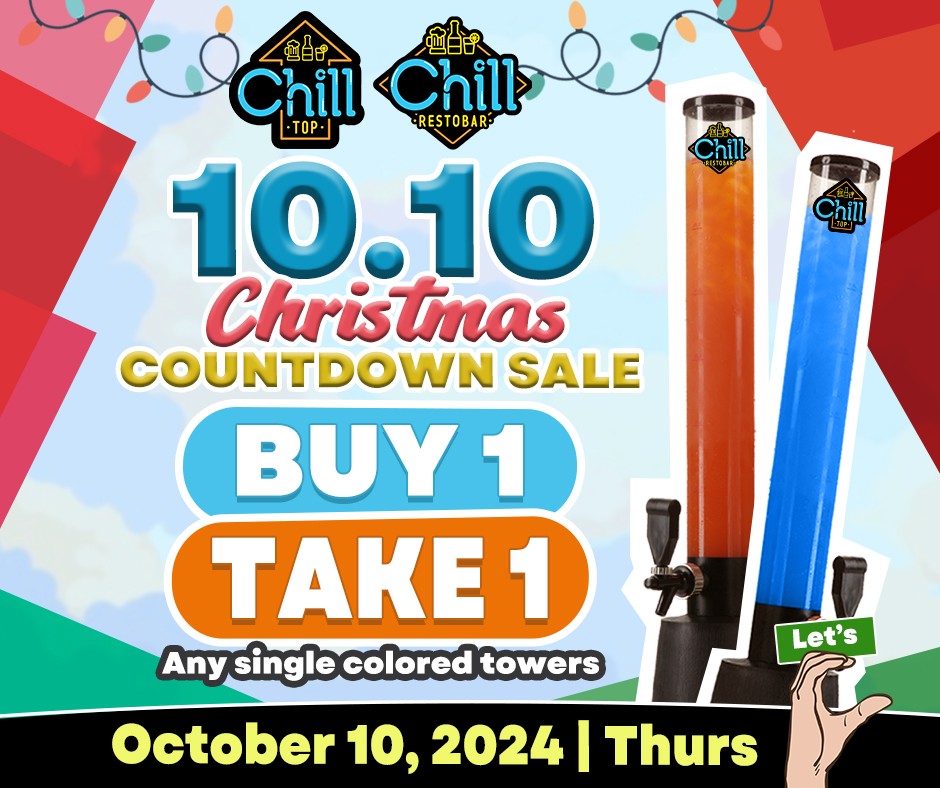 Chill
TOP
Chill
RESTOBAR
10.10
Christmas
COUNTDOWN SALE
BUY 1
TAKE 1
Any single colored towers
Chill
RESTOBAR
Chill
TOP
Let's
October 10, 2024 | Thurs